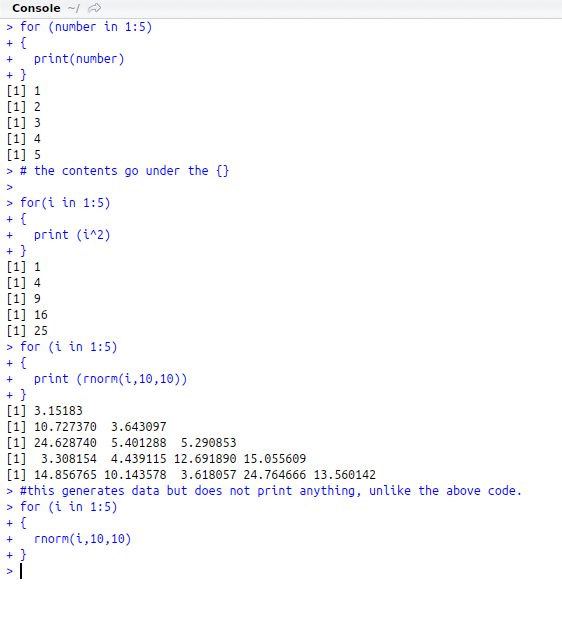 Console ~/
> for (number in 1:5)
+ {
+   print(number)
+ }
[1] 1
[1] 2
[1] 3
[1] 4
[1] 5
> # the contents go under the {}
>
> for(i in 1:5)
+ {
+   print (i^2)
+ }
[1] 1
[1] 4
[1] 9
[1] 16
[1] 25
> for (i in 1:5)
+ {
+   print (rnorm(i,10,10))
+ }
[1] 3.15183
[1] 10.727370  3.643097
[1] 24.628740  5.401288  5.290853
[1]  3.308154  4.439115 12.691890 15.055609
[1] 14.856765 10.143578  3.618057 24.764666 13.560142
> #this generates data but does not print anything, unlike the above code.
> for (i in 1:5)
+ {
+   rnorm(i,10,10)
+ }
>